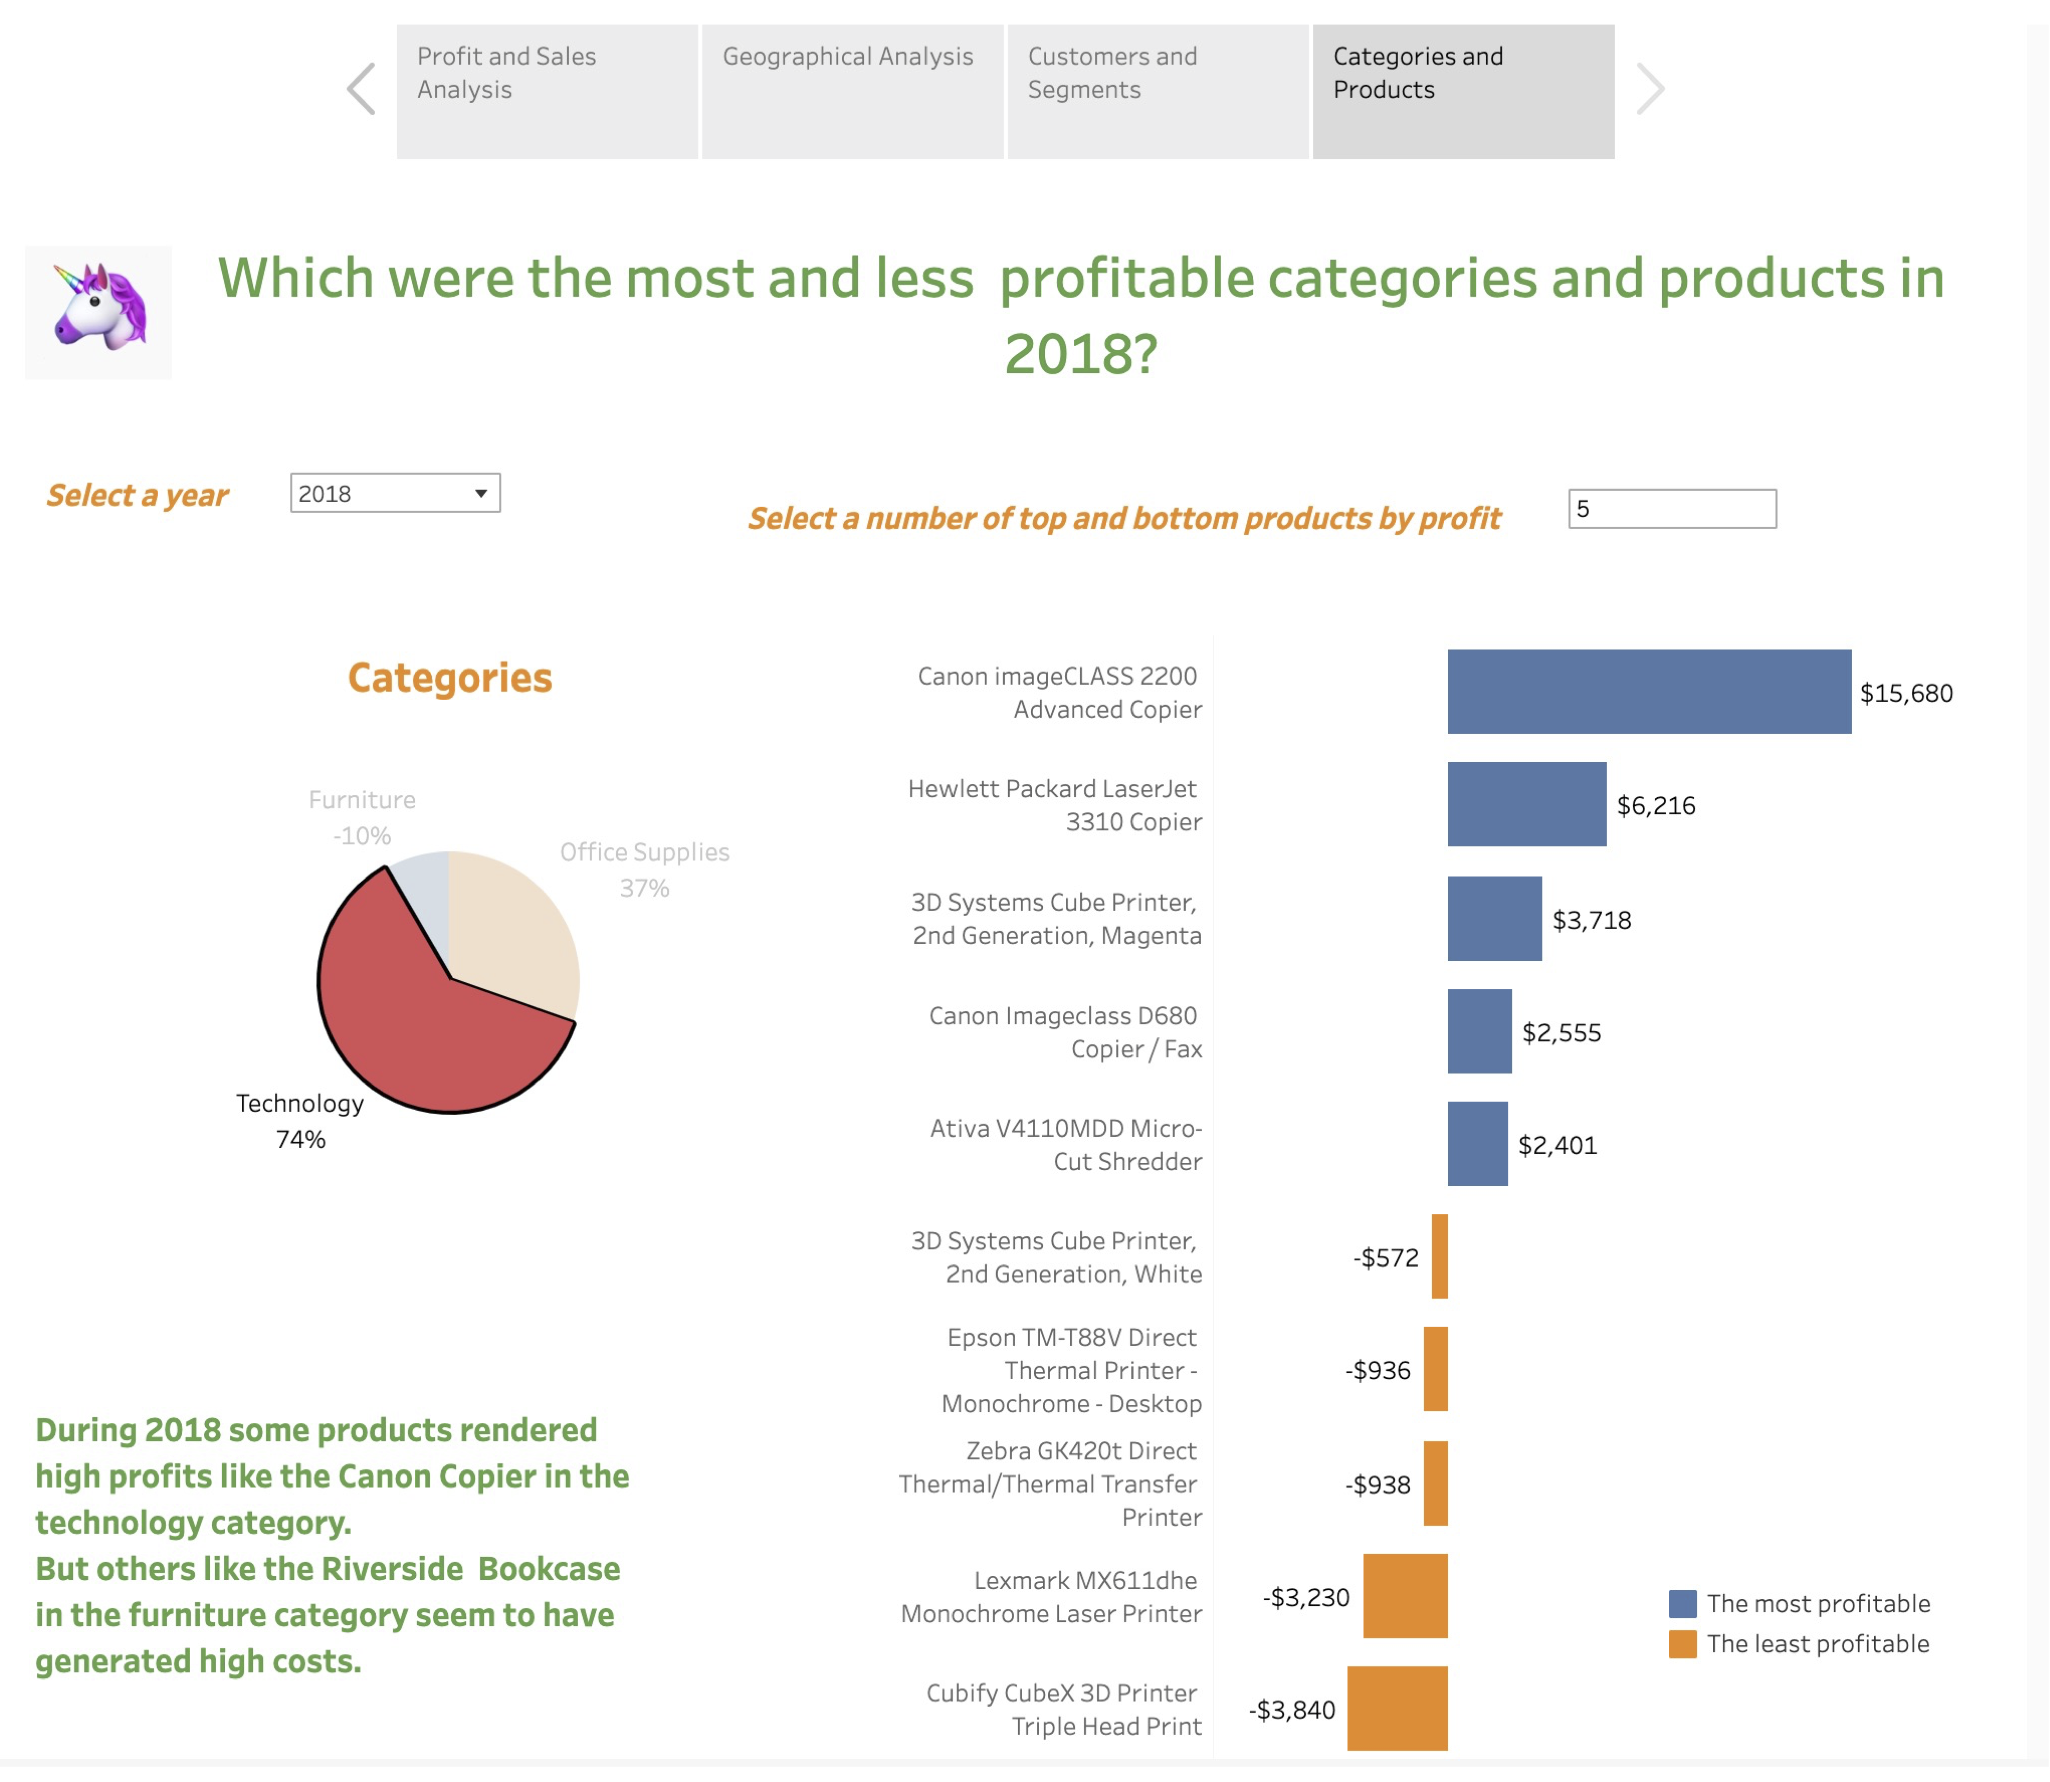 Profit and Sales
Analysis
Geographical Analysis
Customers and
Segments
Categories and
Products
Which were the most and less  profitable categories and products in
2018?
Select a year
2018
Select a number of top and bottom products by profit
5
Categories
Furniture
-10%
Office Supplies
37%
Technology
74%
During 2018 some products rendered
high profits like the Canon Copier in the
technology category.
But others like the Riverside  Bookcase
in the furniture category seem to have
generated high costs.
Canon imageCLASS 2200
Advanced Copier
$15,680
Hewlett Packard LaserJet
3310 Copier
$6,216
3D Systems Cube Printer,
2nd Generation, Magenta
$3,718
Canon Imageclass D680
Copier / Fax
$2,555
Ativa V4110MDD Micro-
Cut Shredder
$2,401
3D Systems Cube Printer,
2nd Generation, White
-$572
Epson TM-T88V Direct
Thermal Printer -
Monochrome - Desktop
-$936
Zebra GK420t Direct
Thermal/Thermal Transfer
Printer
-$938
Lexmark MX611dhe
Monochrome Laser Printer
-$3,230
Cubify CubeX 3D Printer
Triple Head Print
-$3,840
The most profitable
The least profitable